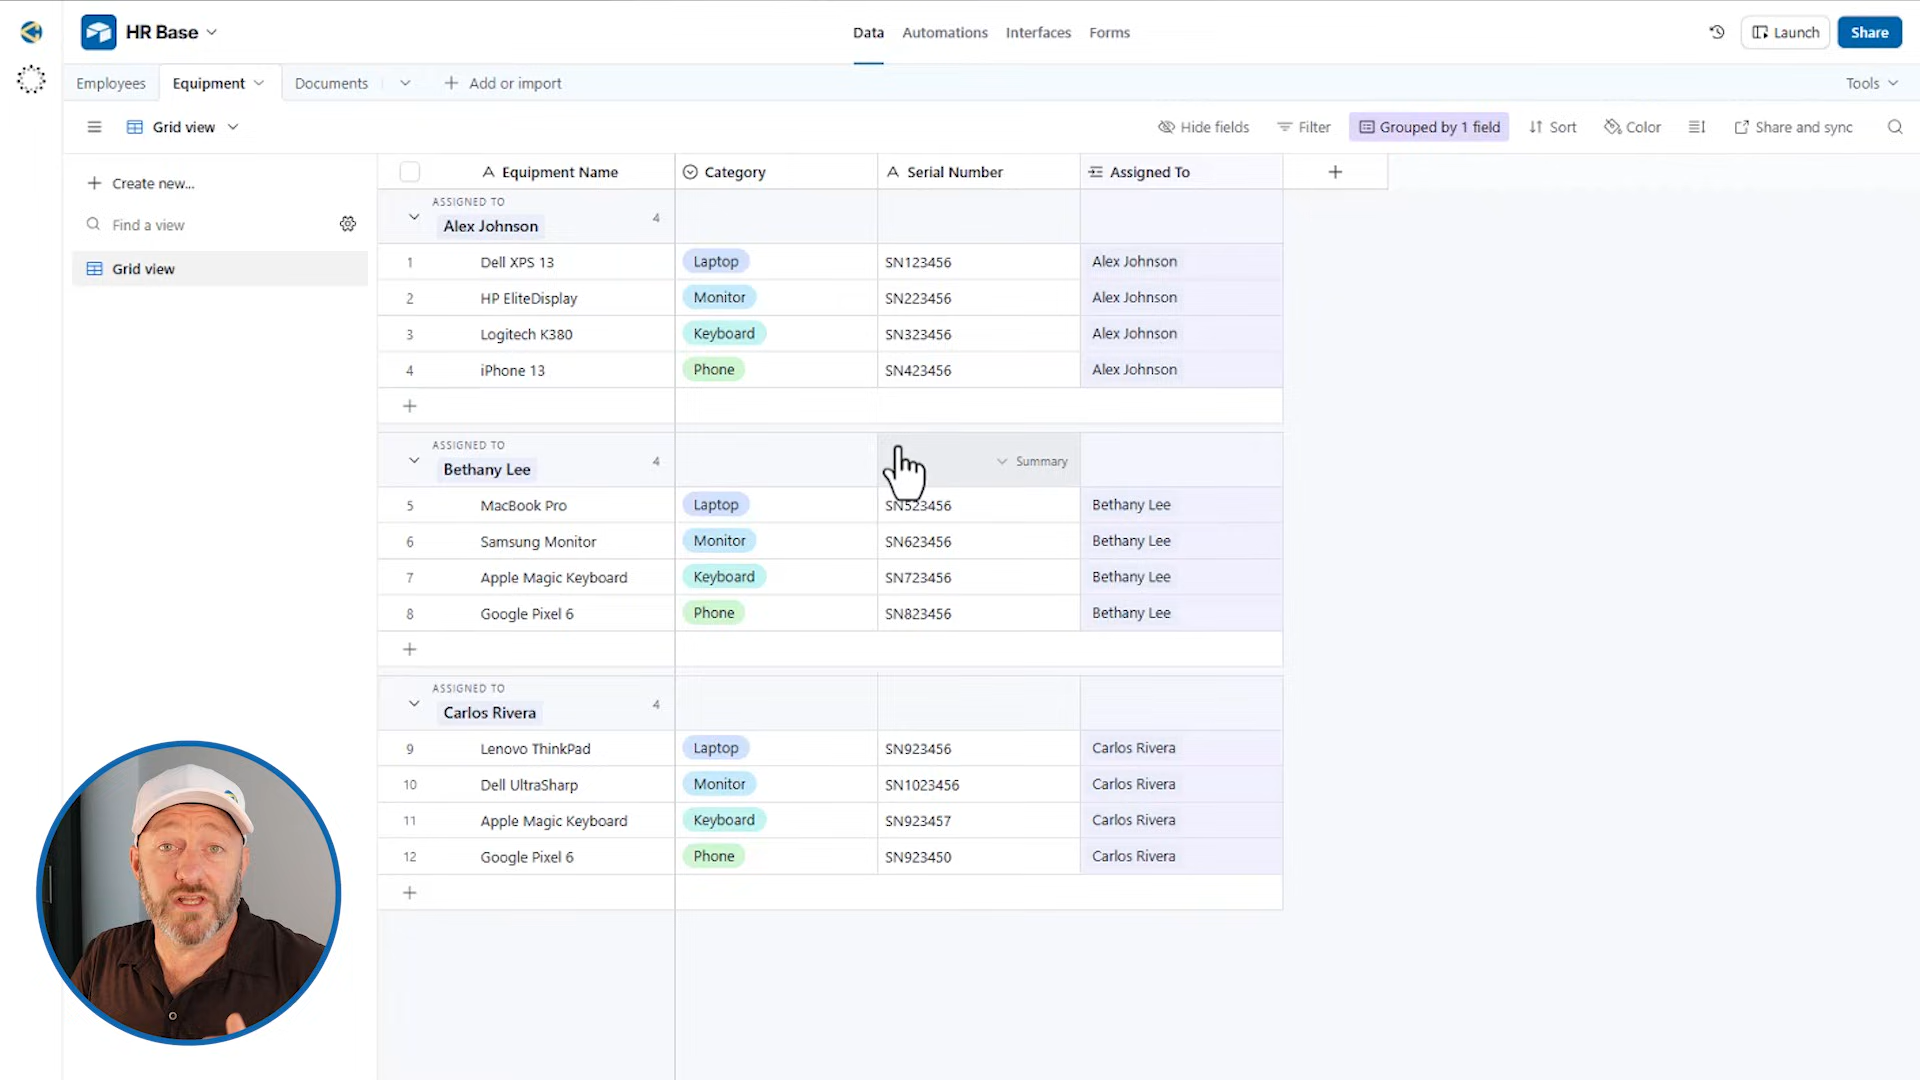 HR Base
Data Automations Interfaces Forms
Launch Share
Employees Equipment Documents Add or import Tools
Grid view Hide fields Filter Grouped by 1 field Sort Color Share and sync
Create new...
Find a view
Grid view
Equipment Name Category Serial Number Assigned To
ASSIGNED TO
Alex Johnson 4
1 Dell XPS 13 Laptop SN123456 Alex Johnson
2 HP EliteDisplay Monitor SN223456 Alex Johnson
3 Logitech K380 Keyboard SN323456 Alex Johnson
4 iPhone 13 Phone SN423456 Alex Johnson
ASSIGNED TO
Bethany Lee 4 Summary
5 MacBook Pro Laptop SN523456 Bethany Lee
6 Samsung Monitor Monitor SN623456 Bethany Lee
7 Apple Magic Keyboard Keyboard SN723456 Bethany Lee
8 Google Pixel 6 Phone SN823456 Bethany Lee
ASSIGNED TO
Carlos Rivera 4
9 Lenovo ThinkPad Laptop SN923456 Carlos Rivera
10 Dell UltraSharp Monitor SN1023456 Carlos Rivera
11 Apple Magic Keyboard Keyboard SN923457 Carlos Rivera
12 Google Pixel 6 Phone SN923450 Carlos Rivera